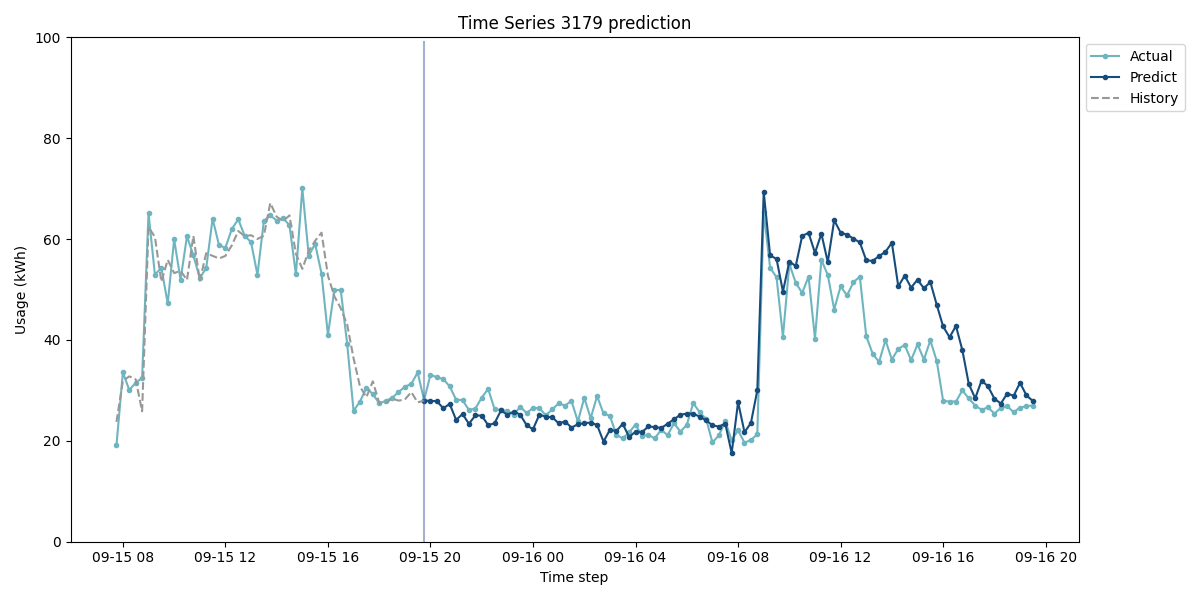 Time Series 3179 prediction
100
80
60
40
20
0
Usage (kWh)
09-15 08
09-15 12
09-15 16
09-15 20
09-16 00
09-16 04
09-16 08
09-16 12
09-16 16
09-16 20
Time step
Actual
Predict
History